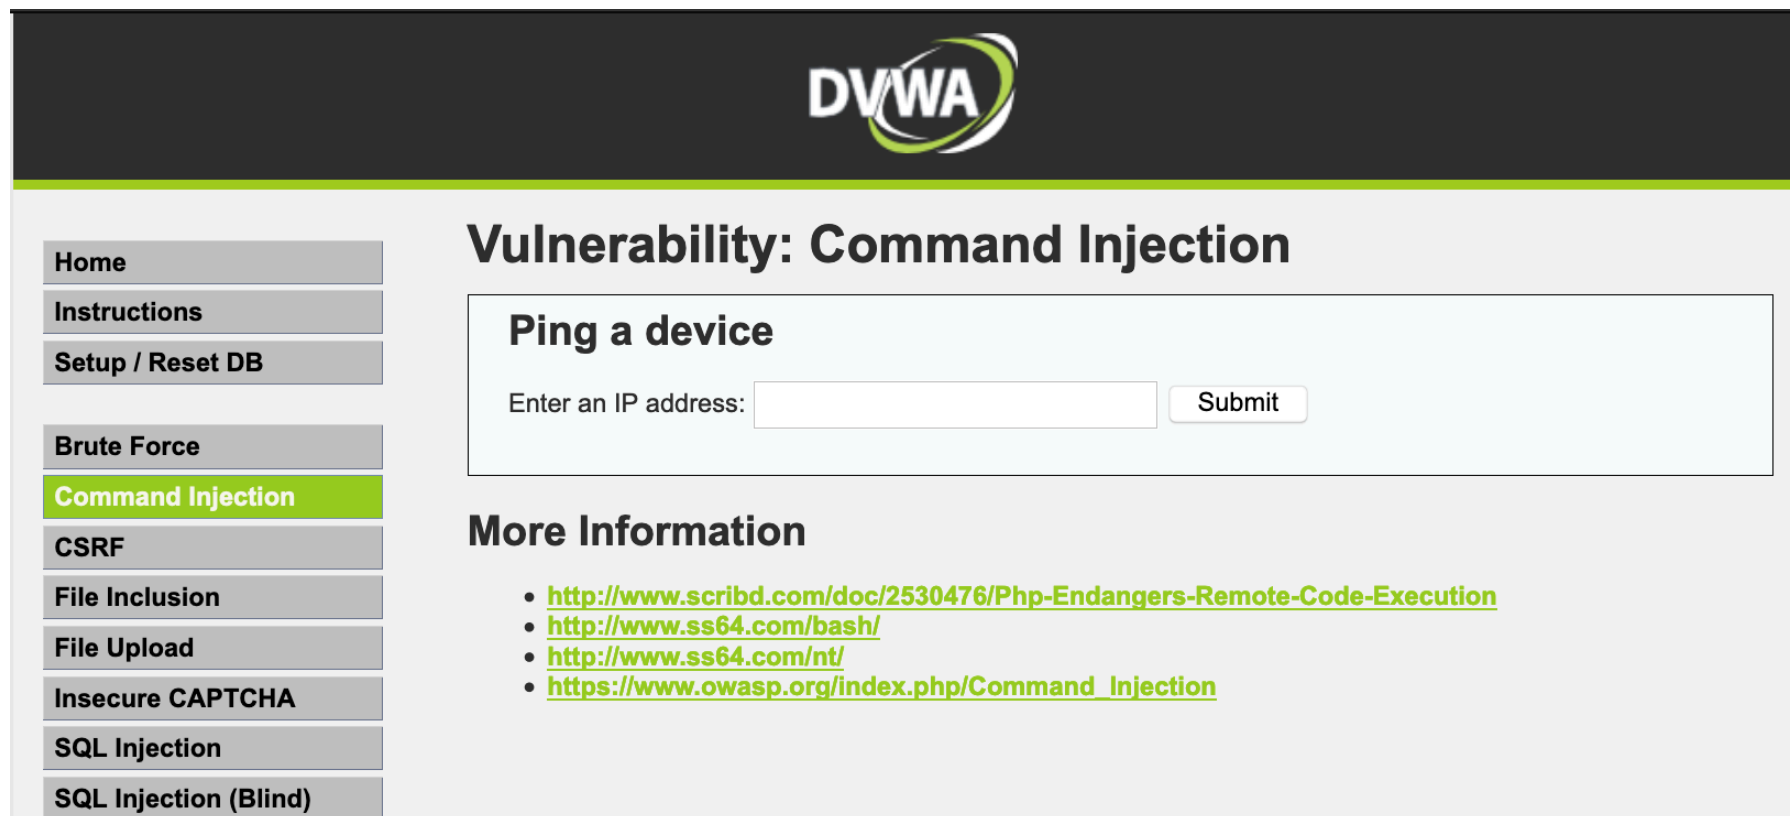 DVWA
Home
Instructions
Setup / Reset DB
Brute Force
Command Injection
CSRF
File Inclusion
File Upload
Insecure CAPTCHA
SQL Injection
SQL Injection (Blind)
Vulnerability: Command Injection
Ping a device
Enter an IP address: Submit
More Information
http://www.scribd.com/doc/2530476/Php-Endangers-Remote-Code-Execution
http://www.ss64.com/bash/
http://www.ss64.com/nt/
https://www.owasp.org/index.php/Command_Injection